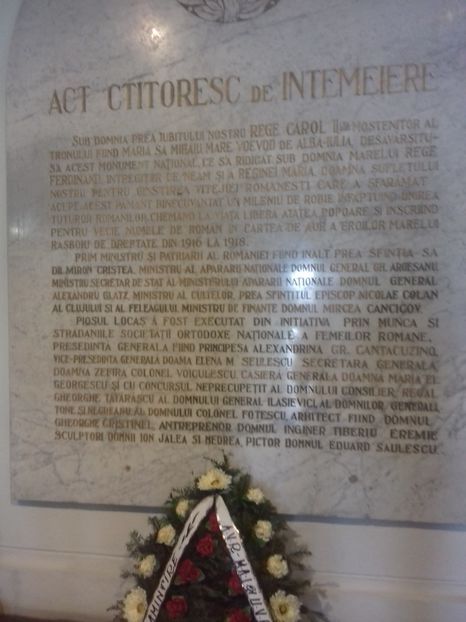 ACT CTITORESC DE INTEMEIERE
SUB DOMNIA PREA IUBITULUI NOSTRU REGE CAROL II MOSTENITOR AL
TRONULUI FIIND MARIA SA MIHAIU MARE VOEVOD DE ALBA-IULIA, DESAVARSITU-
SA ACEST MONUMENT NATIONAL, CE SA RIDICAT SUB DOMNIA MARELUI REGE
FERDINAND INTREGITOR DE NEAM SI A REGINEI MARIA, DOAMNA SUFLETULUI
NOSTRU PENTRU CINSTIREA VITEJIEI ROMANESTI CARE A SFARAMAT
PE ACEST PAMANT BINECUVANTAT UN MILENIU DE ROBIE INFAPTUIND UNIREA
TUTUROR ROMANILOR, CHEMAND LA VIATA LIBERA ATATEA POPOARE SI INSCRIIND
PENTRU VECIE NUMELE DE ROMAN IN CARTEA DE AUR A EROILOR MARELUI
RASBOIU DE DREPTATE DIN 1916 LA 1918.
PRIM MINISTRU SI PATRIARH AL ROMANIEI FIIND INALT PREA SFINTIA SA
DR. MIRON CRISTEA, MINISTRU AL APARARII NATIONALE DOMNUL GENERAL GH. ARGESANU,
MINISTRU SECRETAR DE STAT AL MINISTERULUI APARARII NATIONALE DOMNUL GENERAL
ALEXANDRU GLATZ, MINISTRU AL CULTELOR, PREA SFINTITUL EPISCOP NICOLAE COLAN
AL CLUJULUI SI AL FELEAGULUI, MINISTRU DE FINANTE DOMNUL MIRCEA CANCICOV.
PIOSUL LOCAS A FOST EXECUTAT DIN INITIATIVA PRIN MUNCA SI
STRADANIILE SOCIETATII ORTODOXE NATIONALE A FEMEILOR ROMANE,
PRESEDINTA GENERALA FIIND PRINCIPESA ALEXANDRINA GR. CANTACUZINO,
VICE-PRESEDINTA GENERALA DOAMNA ELENA M SEULESCU SECRETARA GENERALA
DOAMNA ZEFIRA COLONEL VOICULESCU CASIERA GENERALA DOAMNA MARIA EL
GEORGESCU SI CU CONCURSUL NEPRECUPETIT AL DOMNULUI CONSILIER REGAL
GHEORGHE TATARASCU AL DOMNULUI GENERAL ILASIEVICI, AL DOMNILOR GENERALI
TONE SI NEGREANU, AL DOMNULUI COLONEL FOTESCU, ARHITECT FIIND DOMNUL
GHEORGHE CRISTINEL, ANTREPRENOR DOMNUL INGINER TIBERIU EREMIE
SCULPTORI DOMNII ION JALEA SI MEDREA, PICTOR DOMNUL EDUARD SAULESCU.